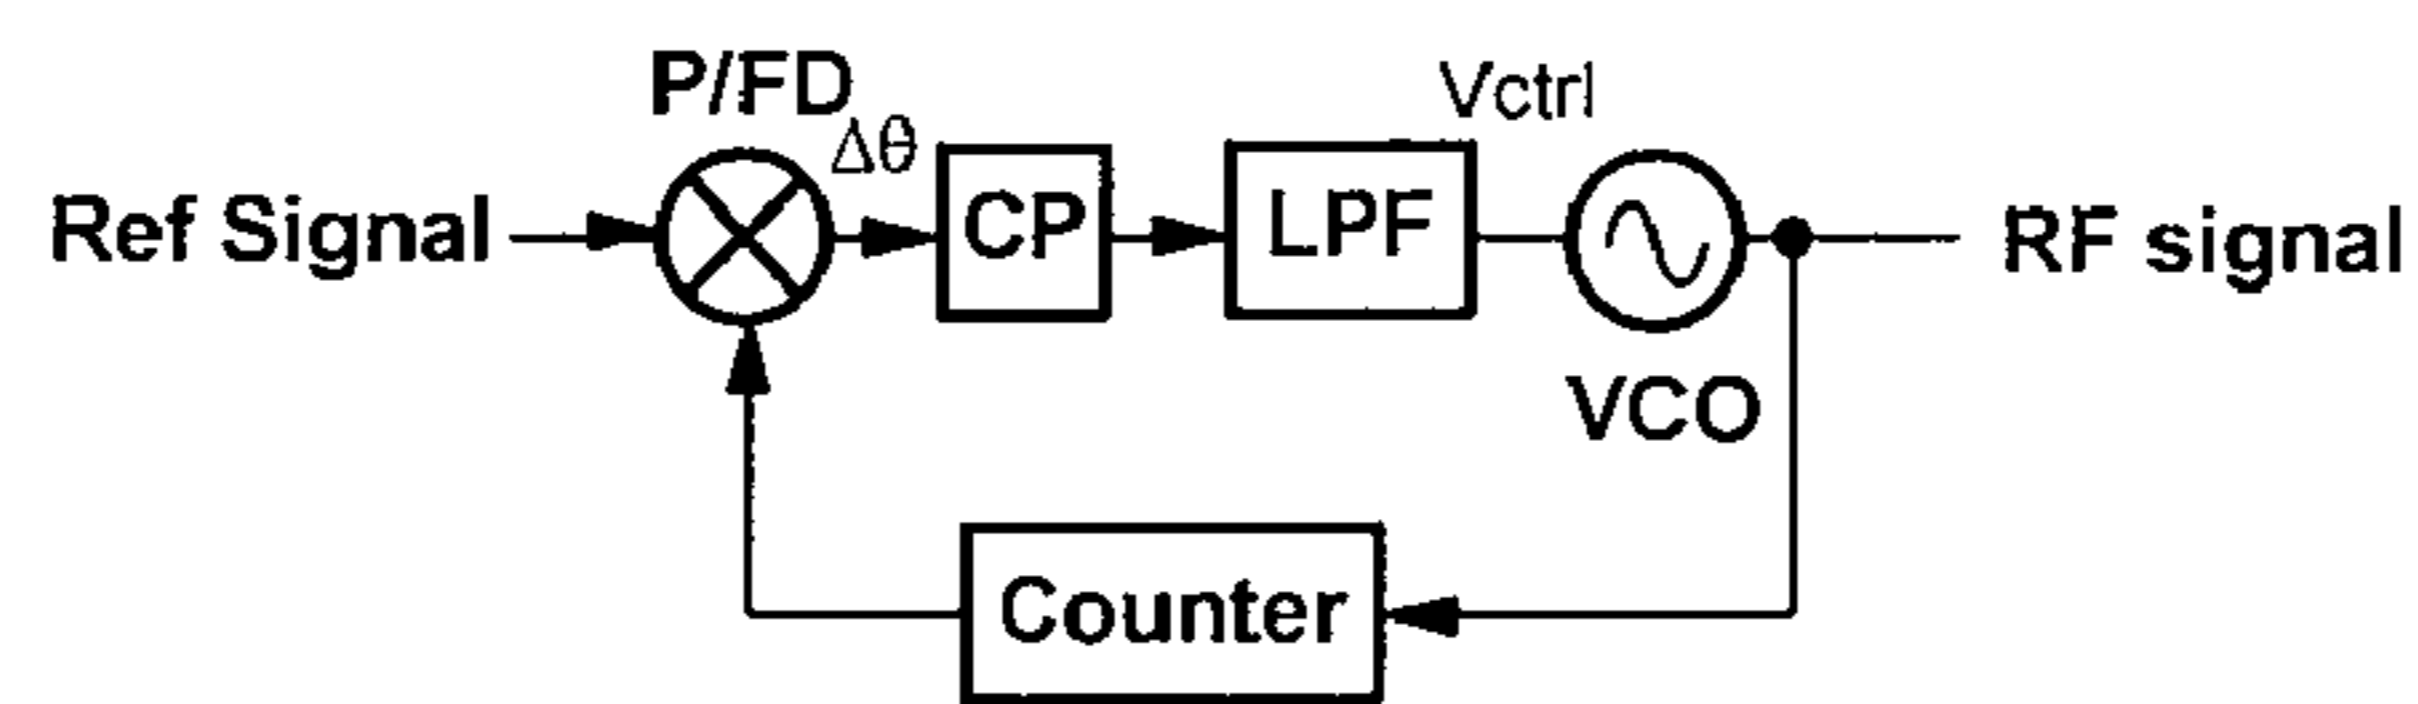 P/FD
Δθ
Vctrl
Ref Signal
CP
LPF
RF signal
VCO
Counter